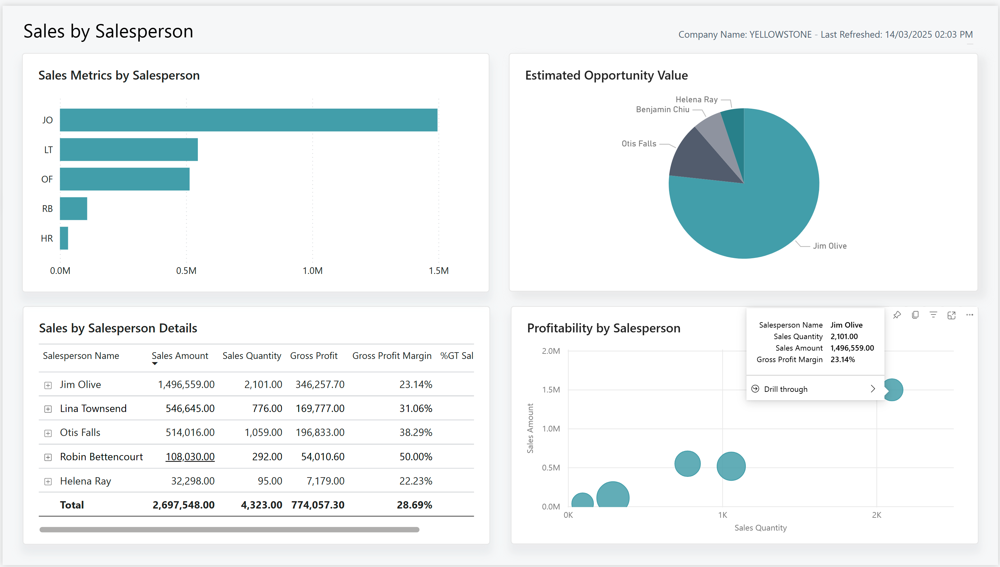 Sales by Salesperson
Company Name: YELLOWSTONE - Last Refreshed: 14/03/2025 02:03 PM
Sales Metrics by Salesperson
JO
LT
OF
RB
HR
0.0M 0.5M 1.0M 1.5M
Estimated Opportunity Value
Helena Ray
Benjamin Chiu
Otis Falls
Jim Olive
Sales by Salesperson Details
Salesperson Name Sales Amount Sales Quantity Gross Profit Gross Profit Margin %GT Sal
Jim Olive 1,496,559.00 2,101.00 346,257.70 23.14%
Lina Townsend 546,645.00 776.00 169,777.00 31.06%
Otis Falls 514,016.00 1,059.00 196,833.00 38.29%
Robin Bettencourt 108,030.00 292.00 54,010.60 50.00%
Helena Ray 32,298.00 95.00 7,179.00 22.23%
Total 2,697,548.00 4,323.00 774,057.30 28.69%
Profitability by Salesperson
Salesperson Name Jim Olive
Sales Quantity 2,101.00
Sales Amount 1,496,559.00
Gross Profit Margin 23.14%
Drill through
Sales Amount
2.0M
1.5M
1.0M
0.5M
0.0M
0K 1K 2K
Sales Quantity